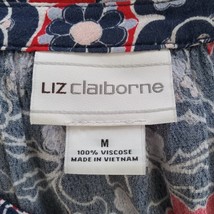 LIZ claiborne
M
100% VISCOSE
MADE IN VIETNAM